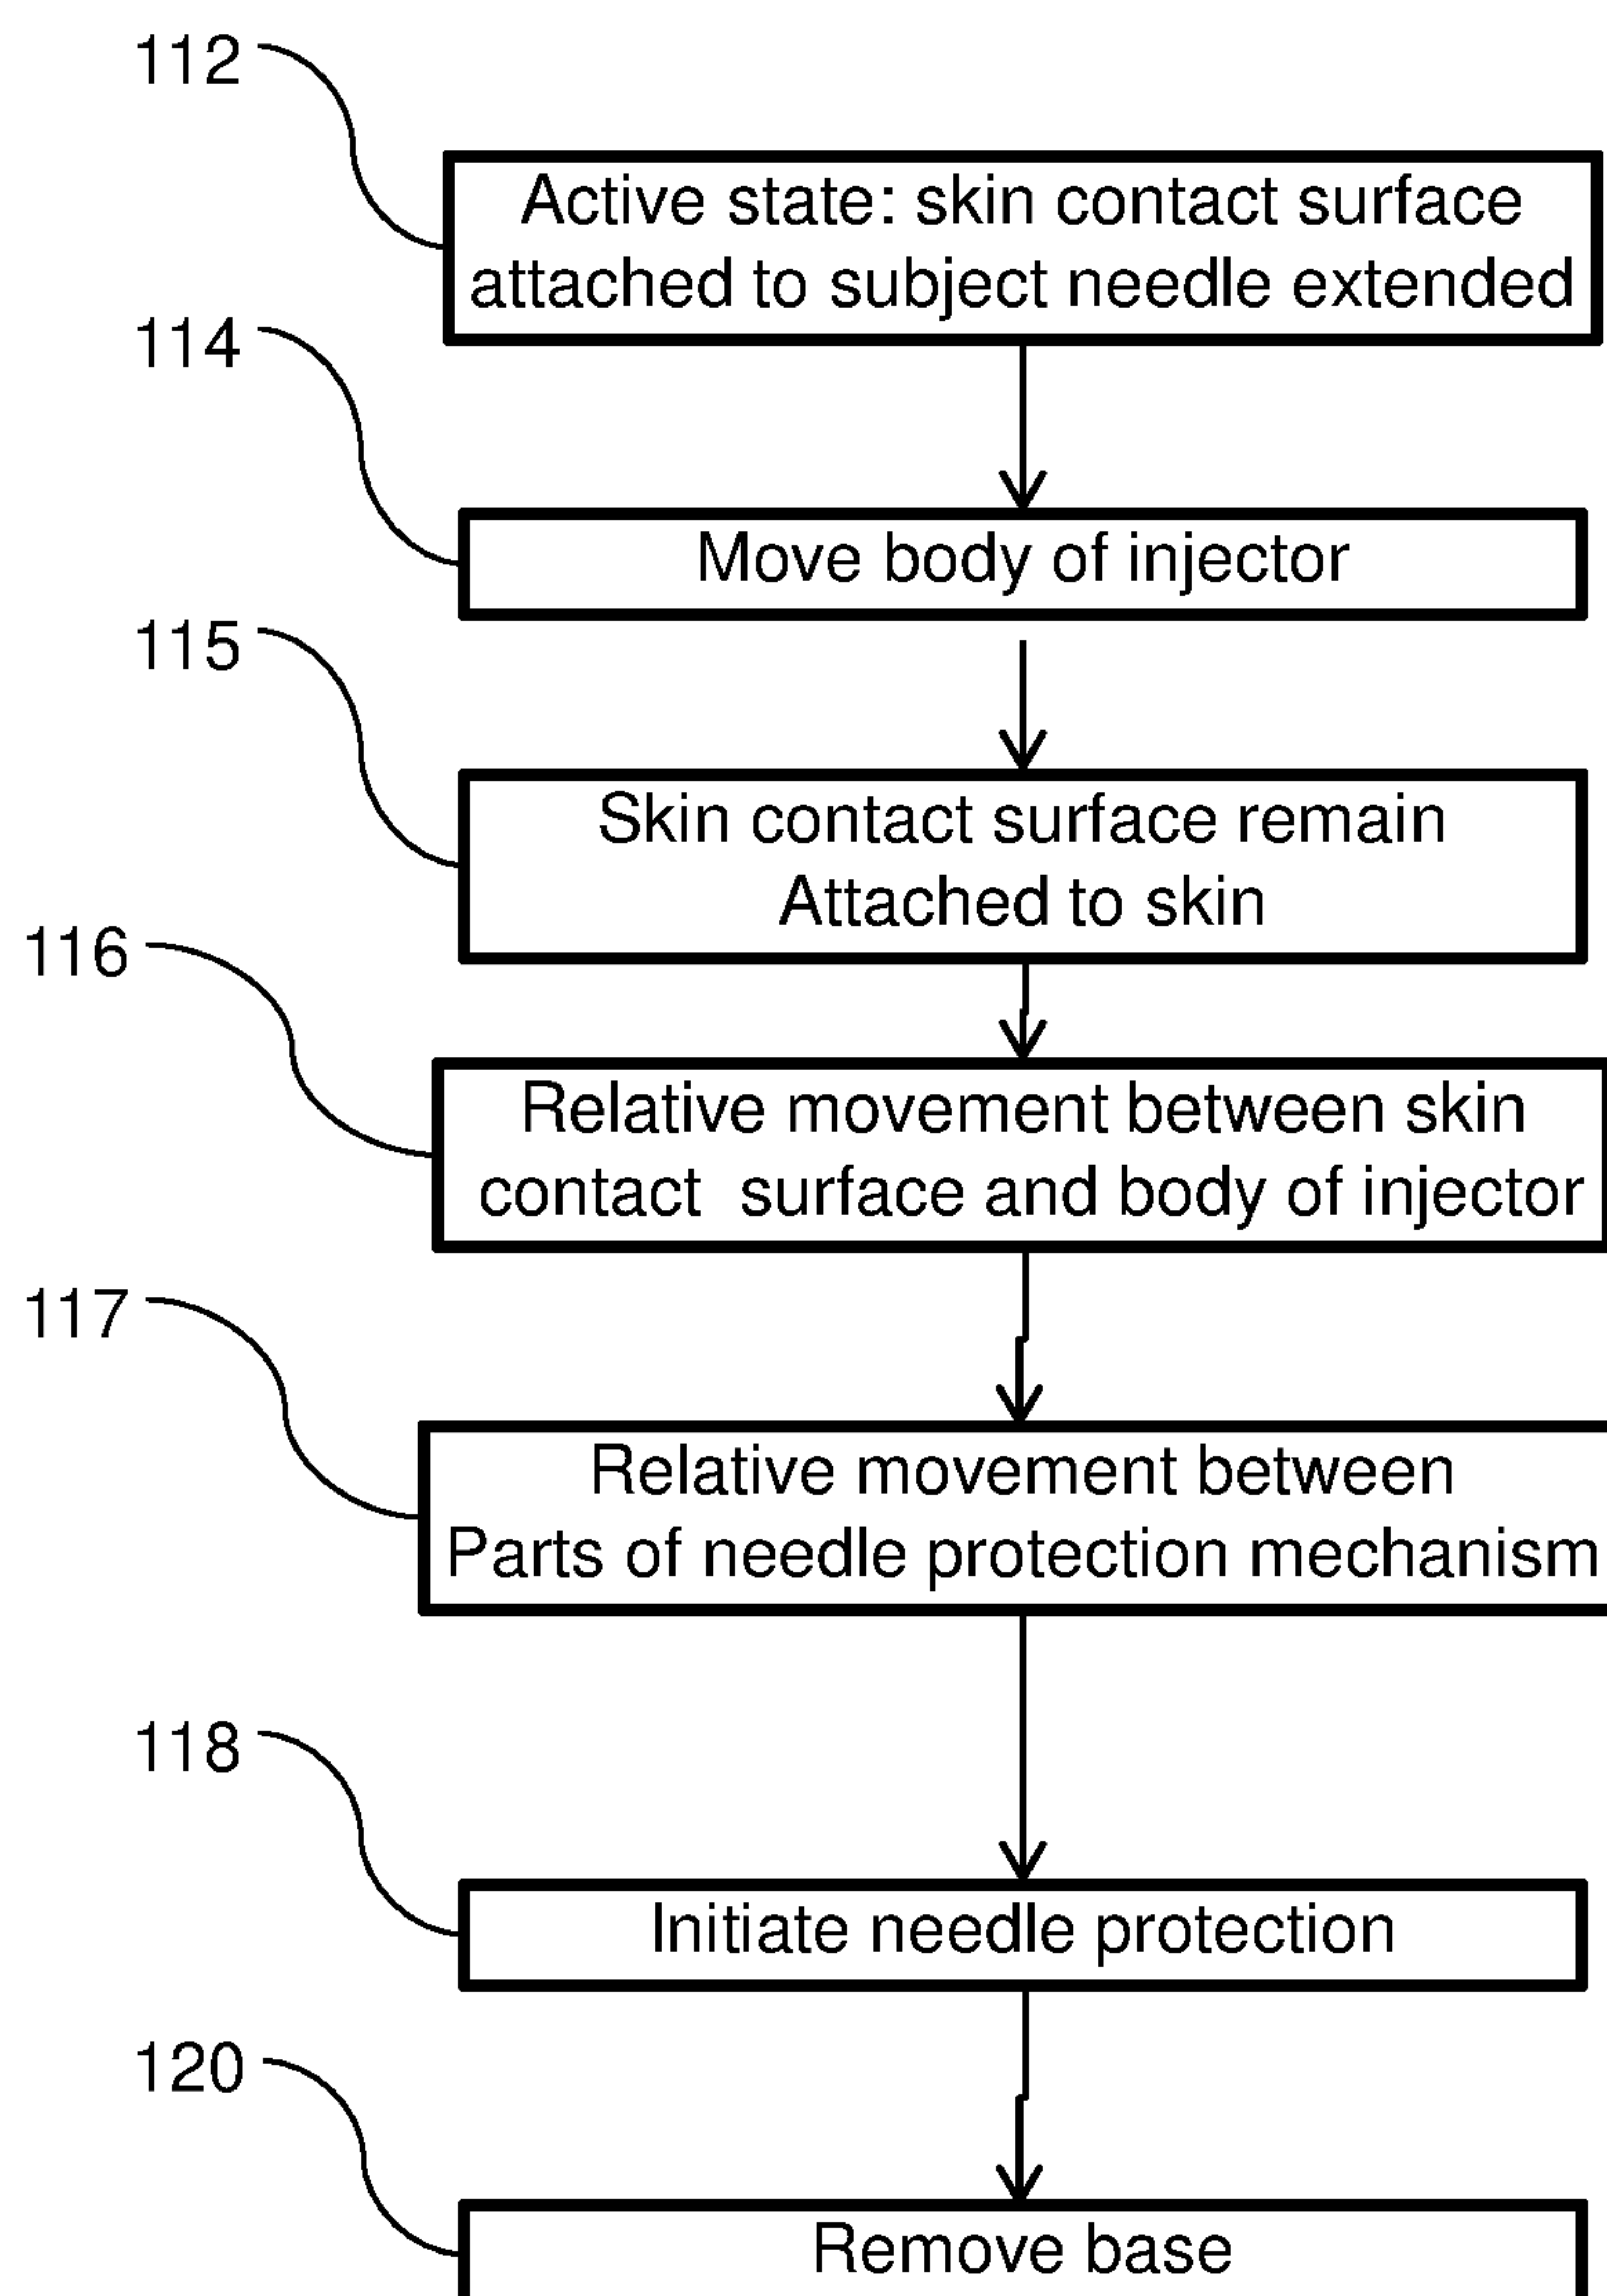 112
Active state: skin contact surface
attached to subject needle extended
114
Move body of injector
115
Skin contact surface remain
Attached to skin
116
Relative movement between skin
contact surface and body of injector
117
Relative movement between
Parts of needle protection mechanism
118
Initiate needle protection
120
Remove base